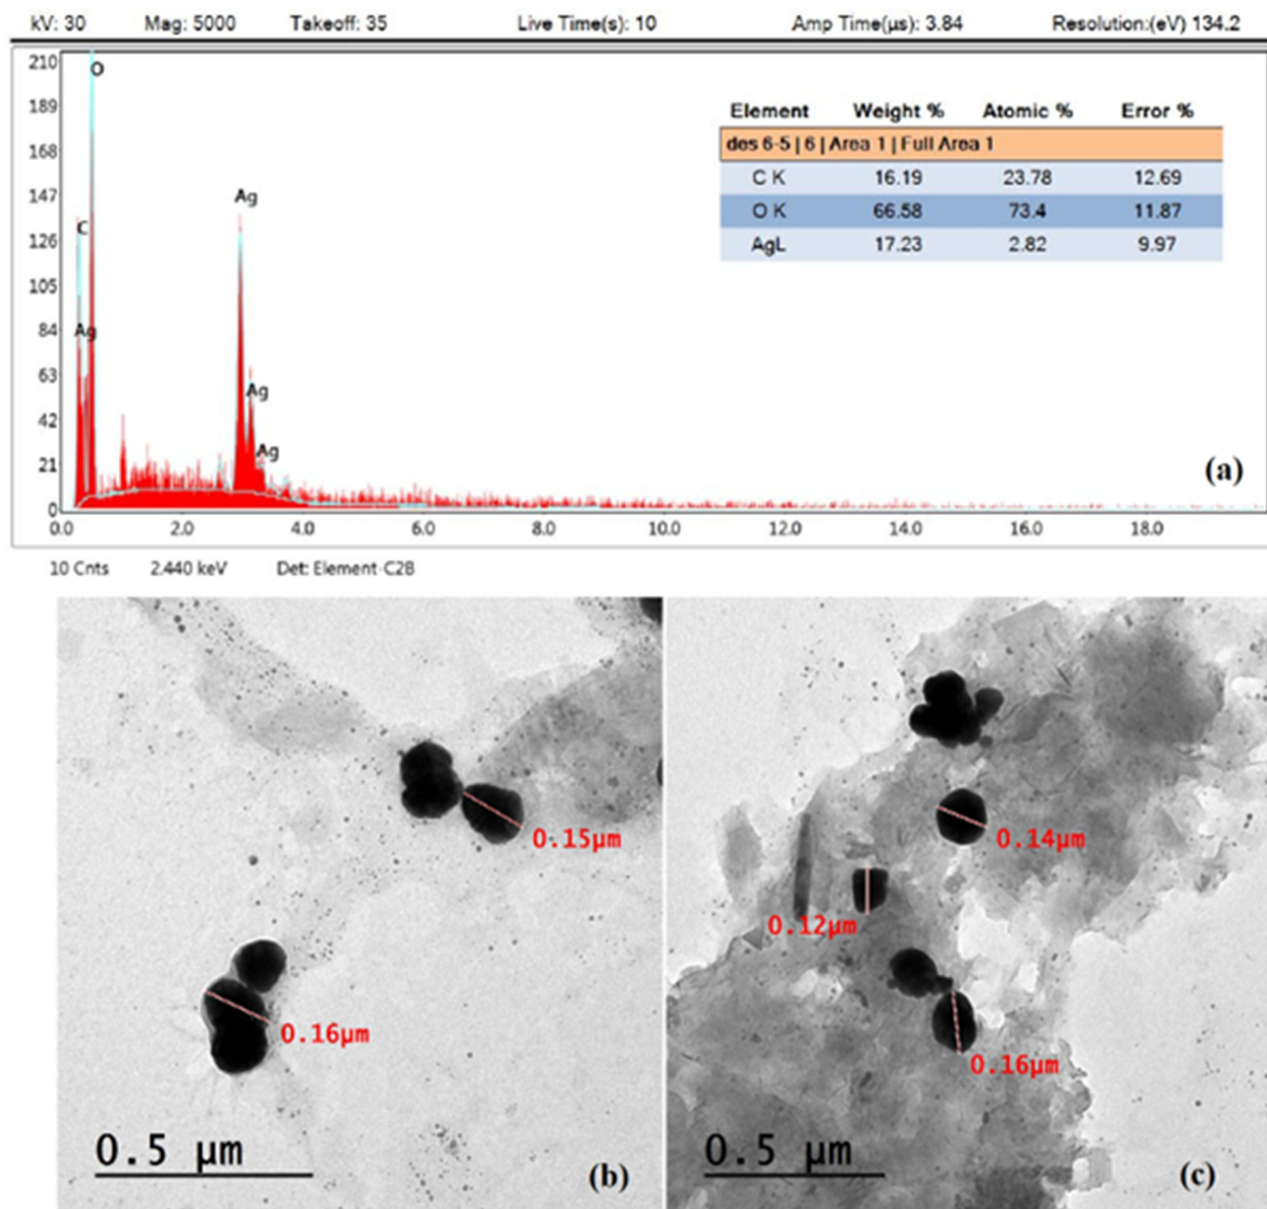 kV: 30 Mag: 5000 Takeoff: 35 Live Time(s): 10 Amp Time(µs): 3.84 Resolution:(eV) 134.2
210
189
168
147
126
105
84
63
42
21
0
O
C
Ag
Ag
Ag
Ag
Element Weight % Atomic % Error %
des 6-5 | 6 | Area 1 | Full Area 1
C K 16.19 23.78 12.69
O K 66.58 73.4 11.87
AgL 17.23 2.82 9.97
(a)
0.0 2.0 4.0 6.0 8.0 10.0 12.0 14.0 16.0 18.0
10 Cnts 2.440 keV Det: Element-C2B
0.15µm
0.16µm
0.5 µm
(b)
0.14µm
0.12µm
0.16µm
0.5 µm
(c)